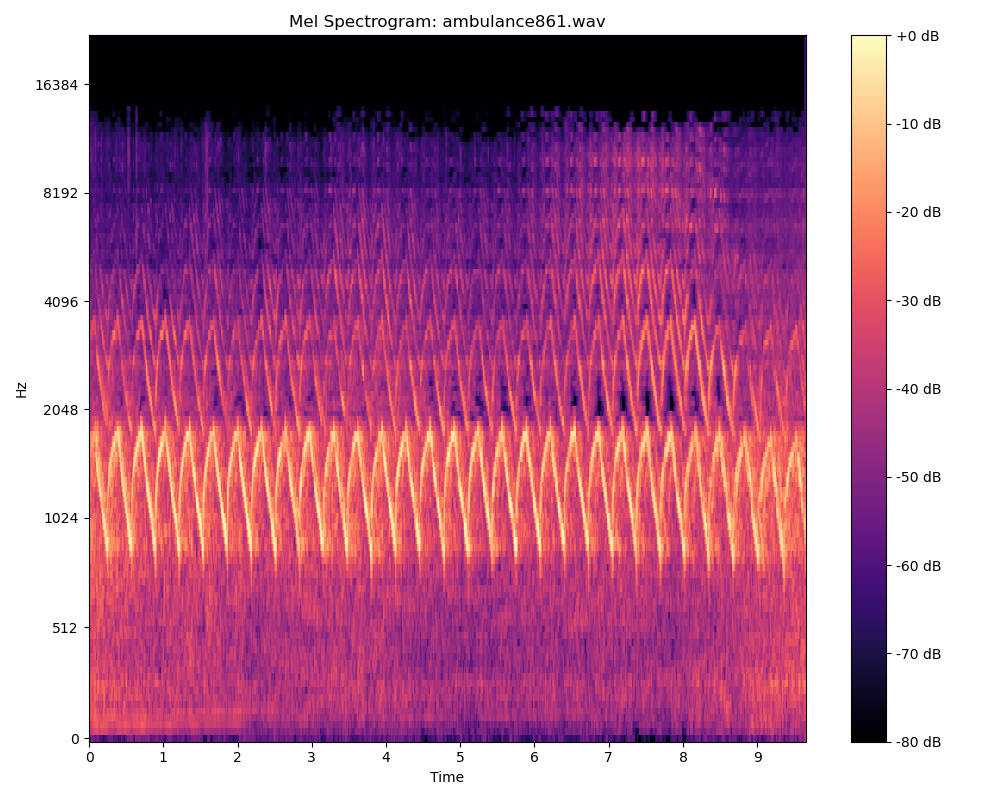 Mel Spectrogram: ambulance861.wav
+0 dB
16384
-10 dB
8192
-20 dB
4096
-30 dB
Hz
2048
-40 dB
1024
-50 dB
512
-60 dB
-70 dB
0
-80 dB
0 1 2 3 4 5 6 7 8 9
Time